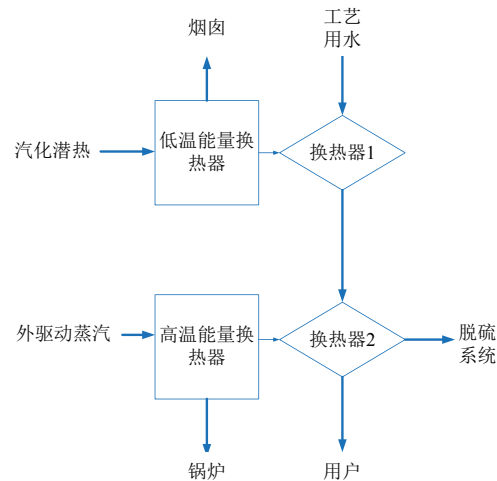 烟囱
工艺
用水
汽化潜热
低温能量换
热器
换热器1
外驱动蒸汽
高温能量换
热器
换热器2
脱硫
系统
锅炉
用户